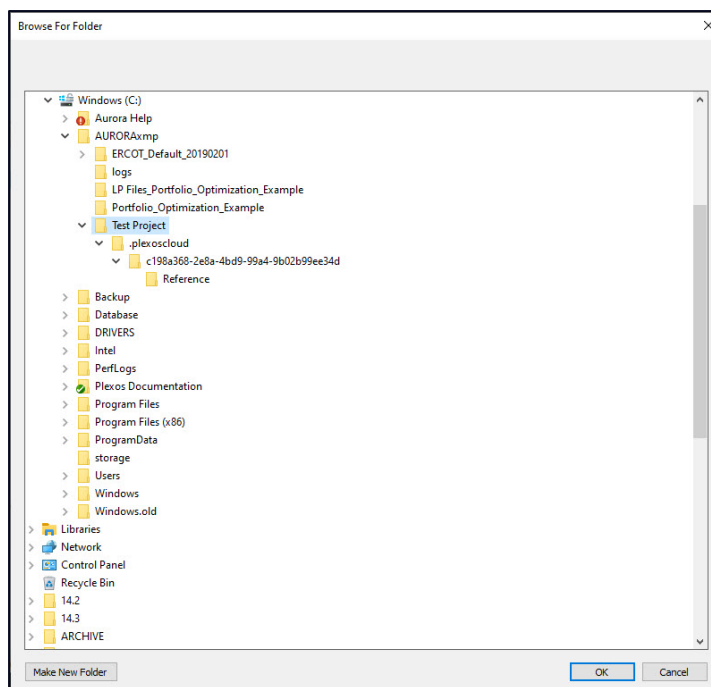 Browse For Folder
Windows (C:)
Aurora Help
AURORAxmp
ERCOT_Default_20190201
logs
LP Files_Portfolio_Optimization_Example
Portfolio_Optimization_Example
Test Project
.plexoscloud
c198a368-2e8a-4bd9-99a4-9b02b99ee34d
Reference
Backup
Database
DRIVERS
Intel
PerfLogs
Plexos Documentation
Program Files
Program Files (x86)
ProgramData
storage
Users
Windows
Windows.old
Libraries
Network
Control Panel
Recycle Bin
14.2
14.3
ARCHIVE
Make New Folder OK Cancel